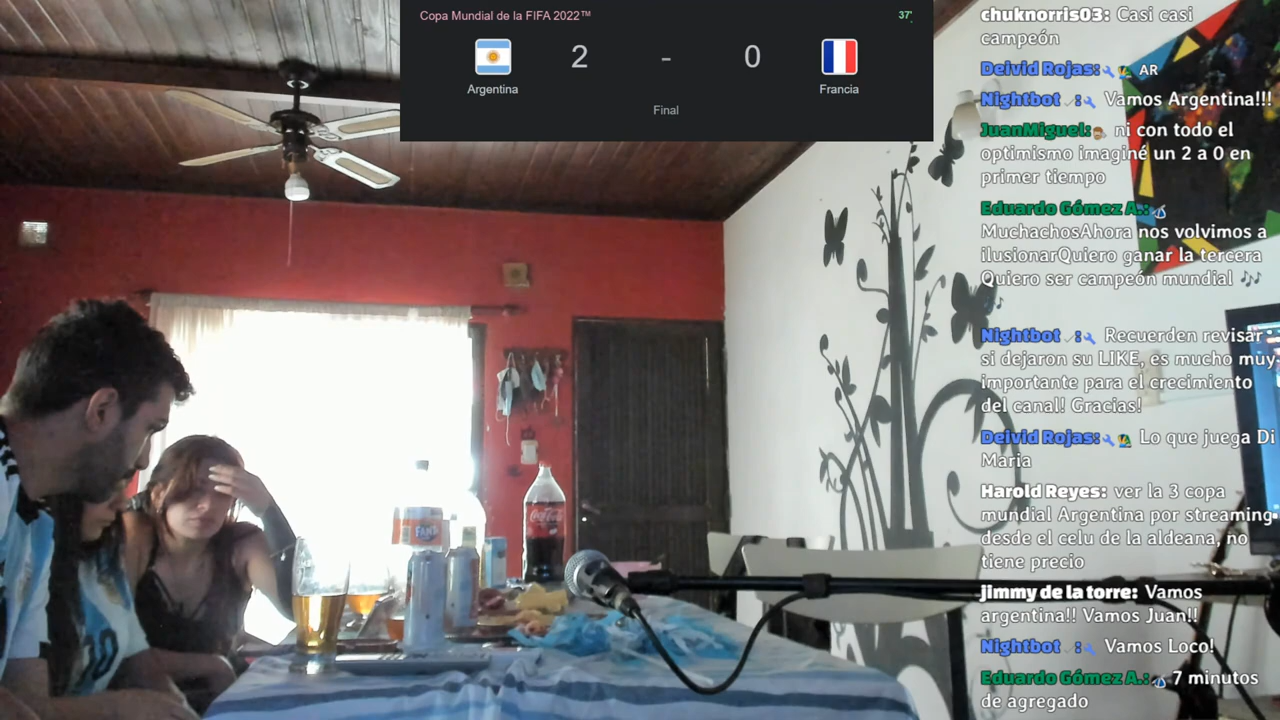 Copa Mundial de la FIFA 2022™
37'
2 - 0
Argentina
Francia
Final
chuknorris03: Casi casi
campeón
Deivid Rojas: AR
Nightbot : Vamos Argentina!!!
JuanMiguel: ni con todo el
optimismo imaginé un 2 a 0 en
primer tiempo
Eduardo Gómez A.:
MuchachosAhora nos volvimos a
ilusionarQuiero ganar la tercera
Quiero ser campeón mundial 🎶
Nightbot : Recuerden revisar
si dejaron su LIKE, es mucho muy
importante para el crecimiento
del canal! Gracias!
Deivid Rojas: Lo que juega Di
Maria
Harold Reyes: ver la 3 copa
mundial Argentina por streaming
desde el celu de la aldeana, no
tiene precio
jimmy de la torre: Vamos
argentina!! Vamos Juan!!
Nightbot : Vamos Loco!
Eduardo Gómez A.: 7 minutos
de agregado
FANTA
Coca-Cola
10